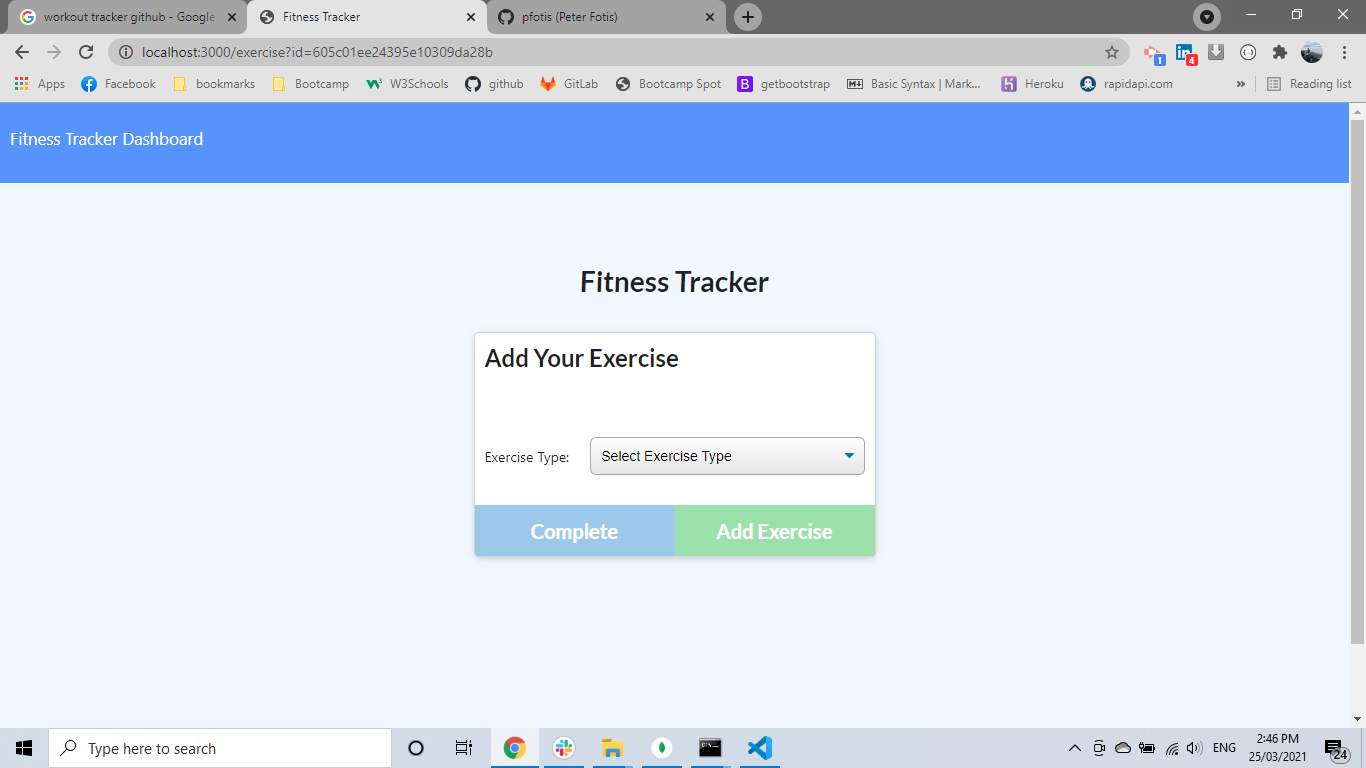 workout tracker github - Google
Fitness Tracker
pfotis (Peter Fotis)
localhost:3000/exercise?id=605c01ee24395e10309da28b
1
4
Apps
Facebook
bookmarks
Bootcamp
W3Schools
github
GitLab
Bootcamp Spot
B
getbootstrap
Basic Syntax | Mark...
Heroku
rapidapi.com
»
Reading list
Fitness Tracker Dashboard
Fitness Tracker
Add Your Exercise
Exercise Type:
Select Exercise Type
Complete
Add Exercise
Type here to search
ENG
2:46 PM
25/03/2021
24